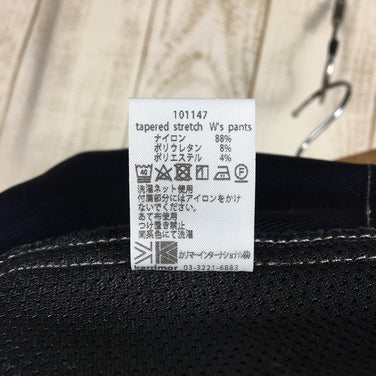 101147
tapered stretch W's pants
ナイロン 88%
ポリウレタン 8%
ポリエステル 4%
40 F
洗濯ネット使用
付属部分にはアイロンをかけ
ないでください。
あて布使用
つけ置き禁止
同系色にて洗濯
karrimor
カリマーインターナショナル㈱
03-3221-6883